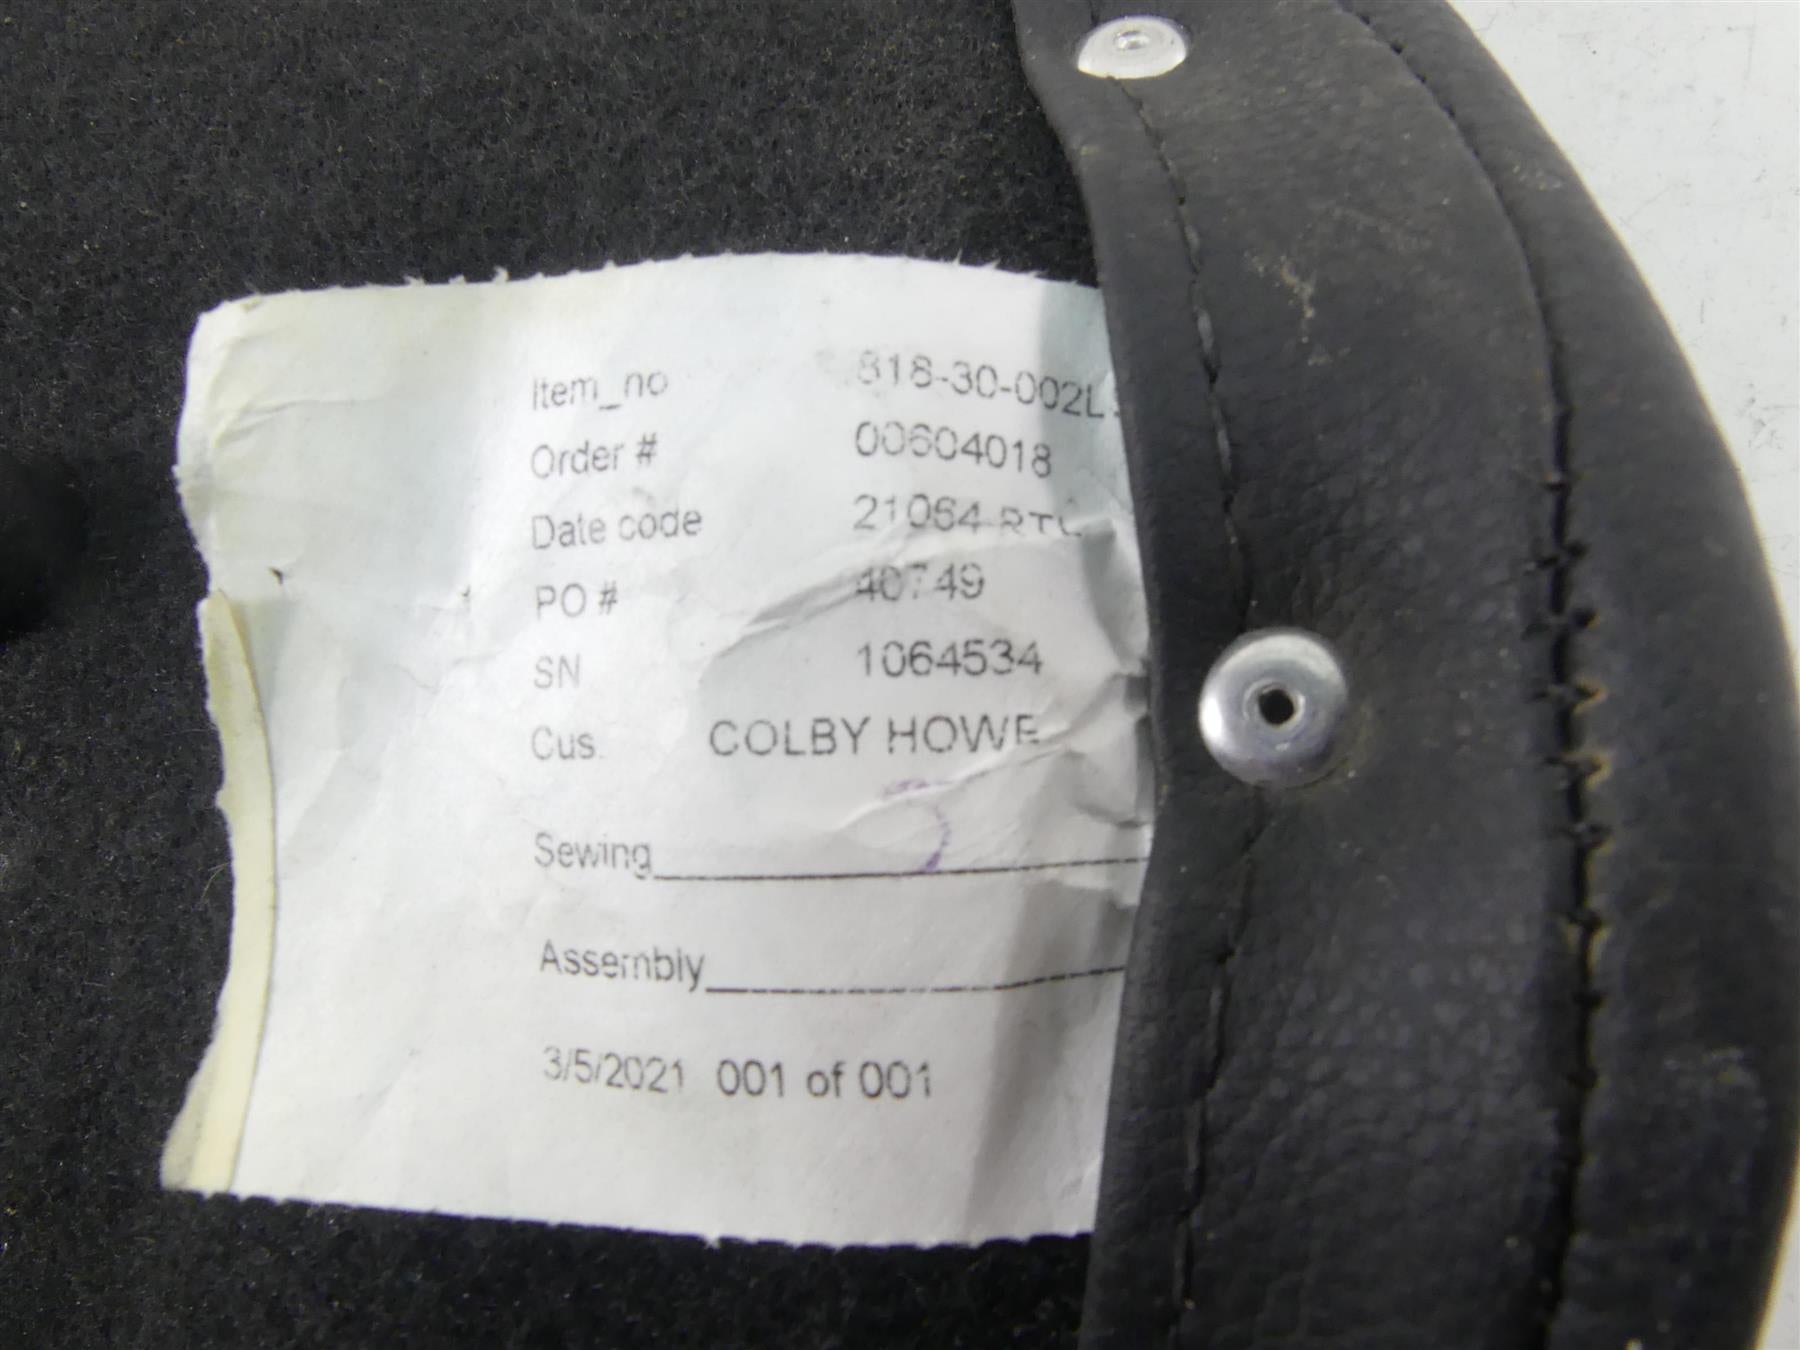 Item_no 818-30-002L
Order # 00604018
Date code 21064
PO # 40749
SN 1064534
Cus. COLBY HOWE
Sewing
Assembly
3/5/2021 001 of 001